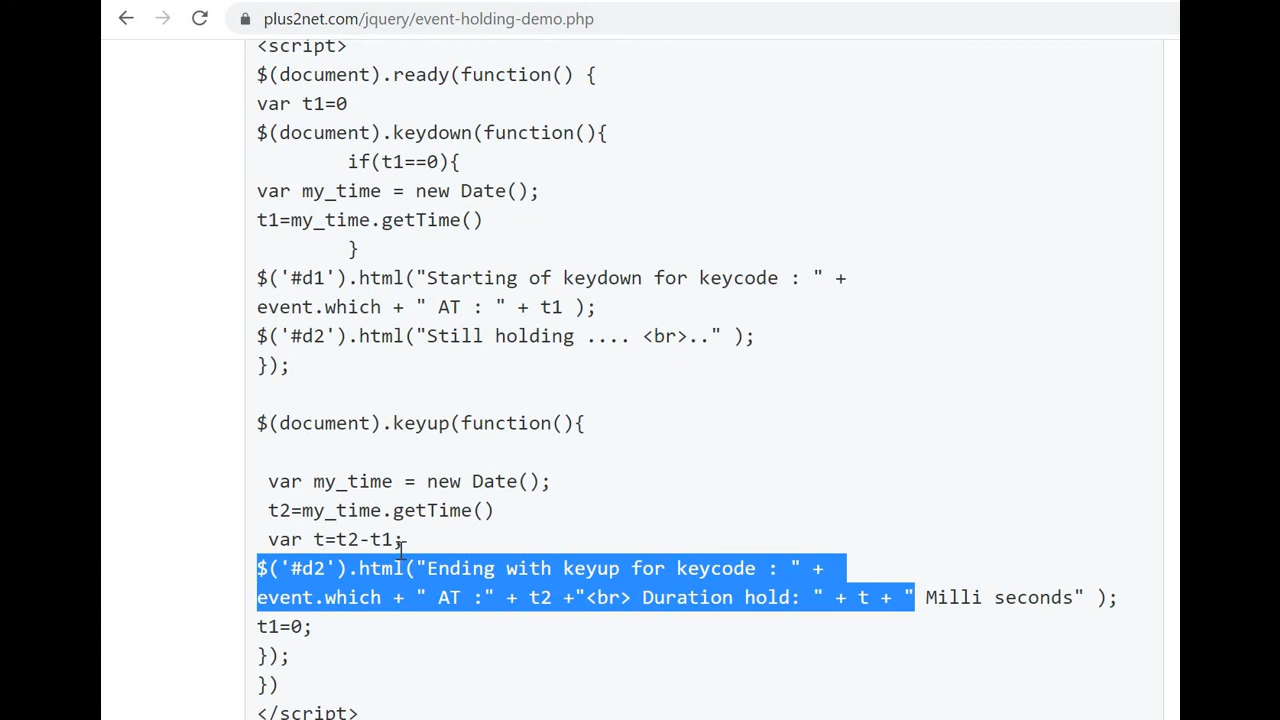 plus2net.com/jquery/event-holding-demo.php
<script>
$(document).ready(function() {
var t1=0
$(document).keydown(function(){
if(t1==0){
var my_time = new Date();
t1=my_time.getTime()
}
$('#d1').html("Starting of keydown for keycode : " +
event.which + " AT : " + t1 );
$('#d2').html("Still holding .... <br>.." );
});
$(document).keyup(function(){
var my_time = new Date();
t2=my_time.getTime()
var t=t2-t1;
$('#d2').html("Ending with keyup for keycode : " +
event.which + " AT :" + t2 +"<br> Duration hold: " + t + " Milli seconds" );
t1=0;
});
})
</script>